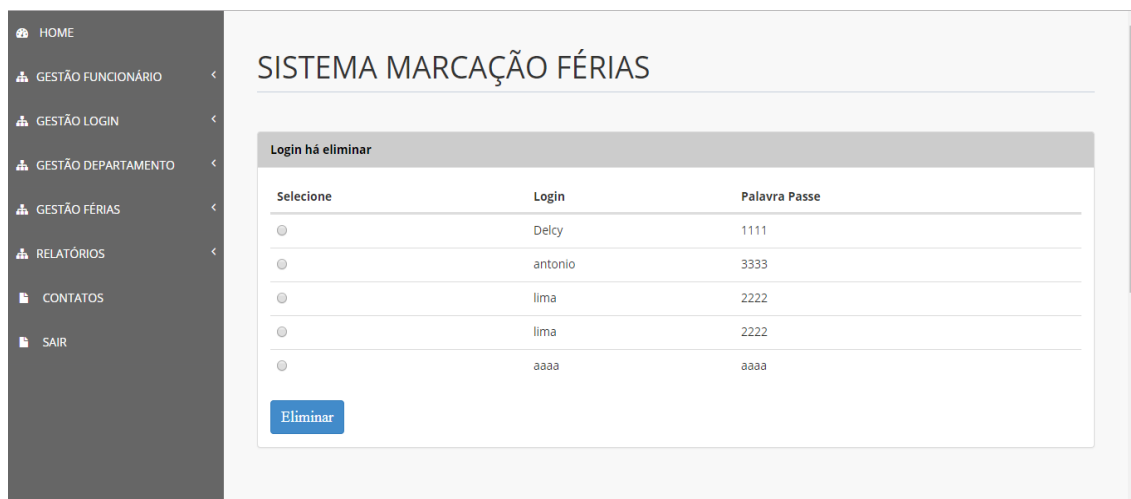 HOME
GESTÃO FUNCIONÁRIO
GESTÃO LOGIN
GESTÃO DEPARTAMENTO
GESTÃO FÉRIAS
RELATÓRIOS
CONTATOS
SAIR
SISTEMA MARCAÇÃO FÉRIAS
Login há eliminar
Selecione Login Palavra Passe
Delcy 1111
antonio 3333
lima 2222
lima 2222
aaaa aaaa
Eliminar